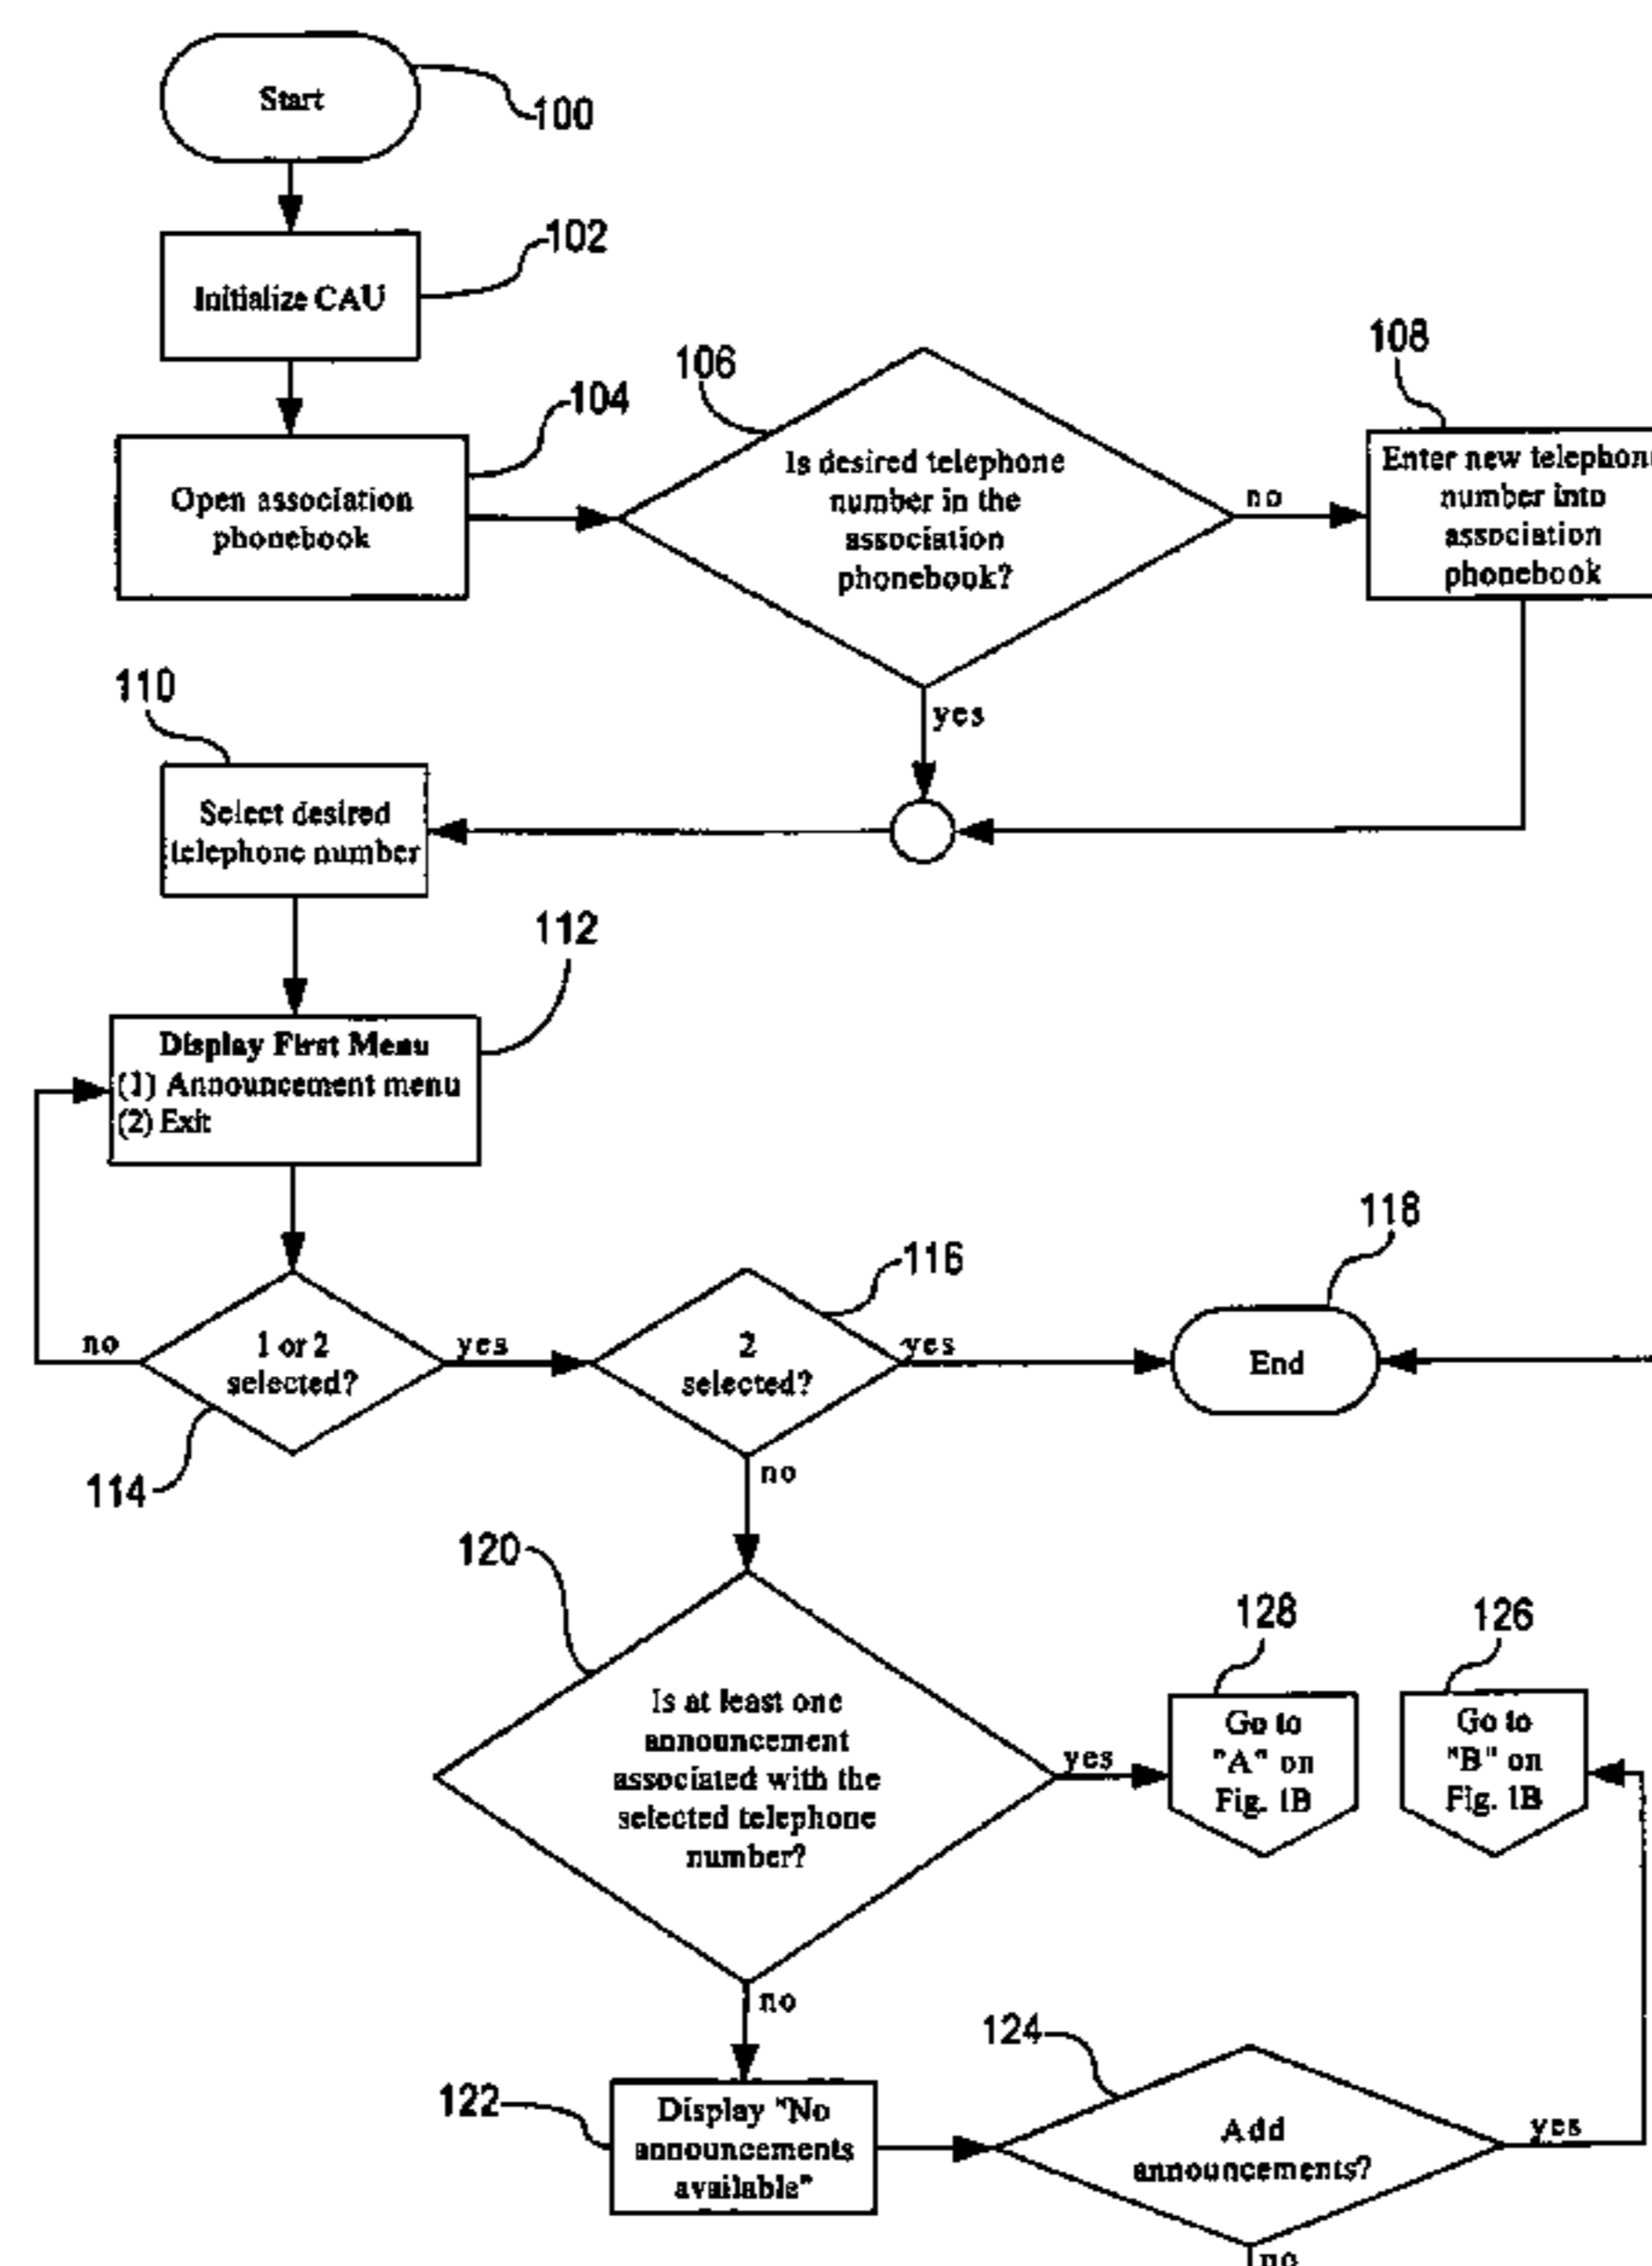 Start
100
Initialize CAU
102
Open association
phonebook
104
106
Is desired telephone
number in the
association
phonebook?
no
yes
108
Enter new telephon
number into
association
phonebook
110
Select desired
telephone number
112
Display First Menu
(1) Announcement menu
(2) Exit
1 or 2
selected?
no
yes
114
2
selected?
116
yes
no
118
End
120
Is at least one
announcement
associated with the
selected telephone
number?
yes
no
128
Go to
"A" on
Fig. 1B
126
Go to
"B" on
Fig. 1B
122
Display "No
announcements
available"
124
Add
announcements?
yes
no